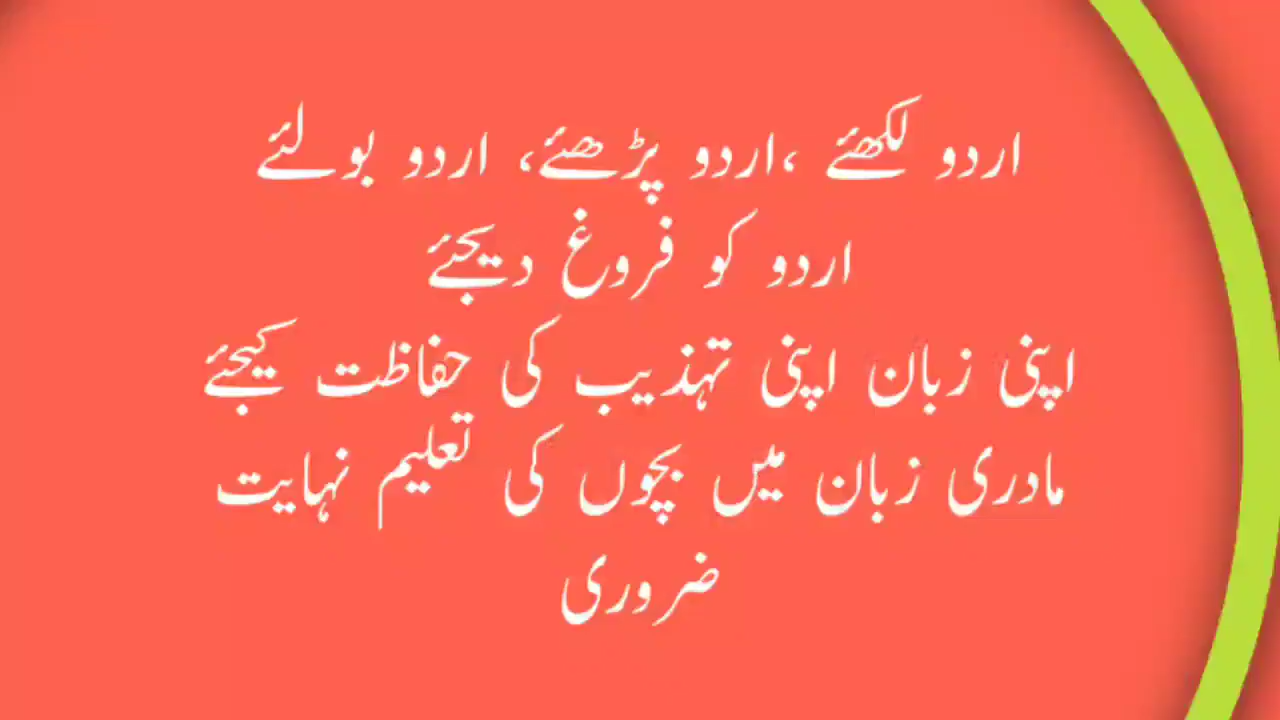 اردو لکھئے ،اردو پڑھئے، اردو بولئے
اردو کو فروغ دیجئے
اپنی زبان اپنی تہذیب کی حفاظت کیجئے
مادری زبان میں بچوں کی تعلیم نہایت
ضروری